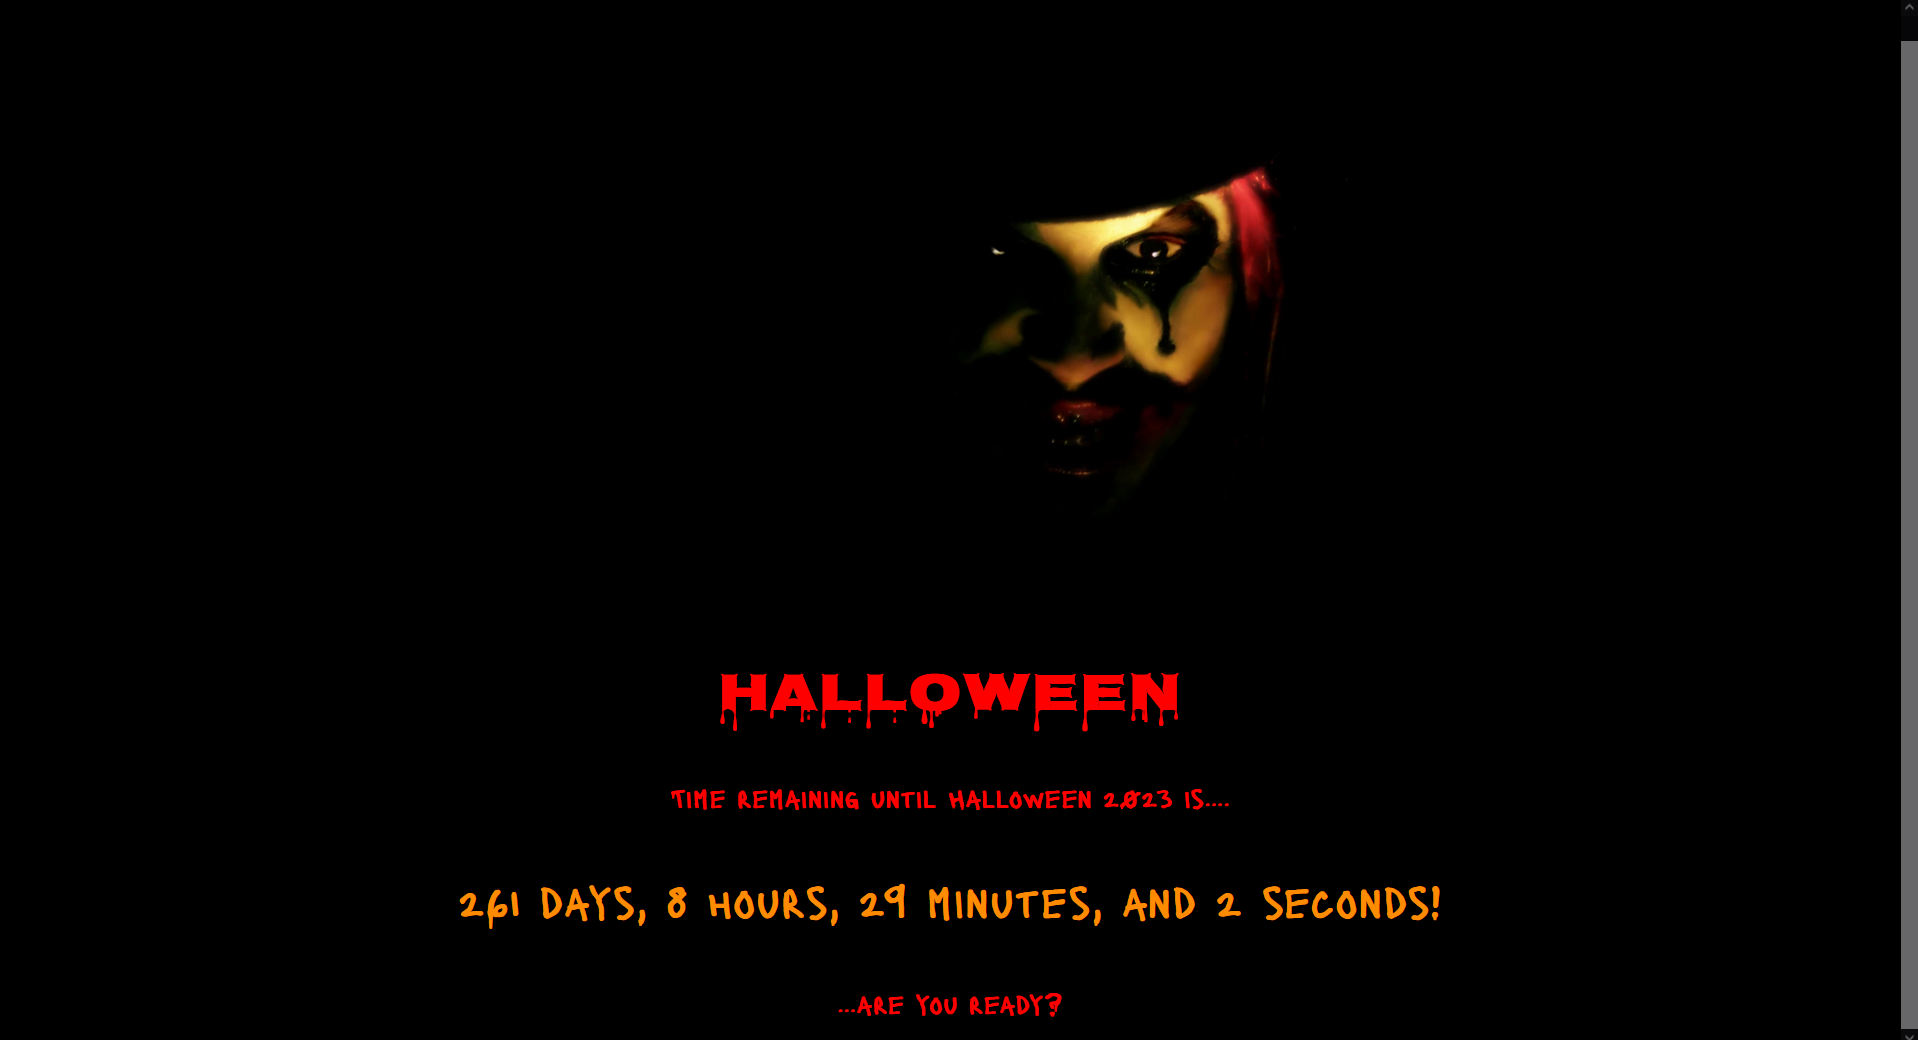 HALLOWEEN
TIME REMAINING UNTIL HALLOWEEN 2023 IS....
261 DAYS, 8 HOURS, 29 MINUTES, AND 2 SECONDS!
...ARE YOU READY?